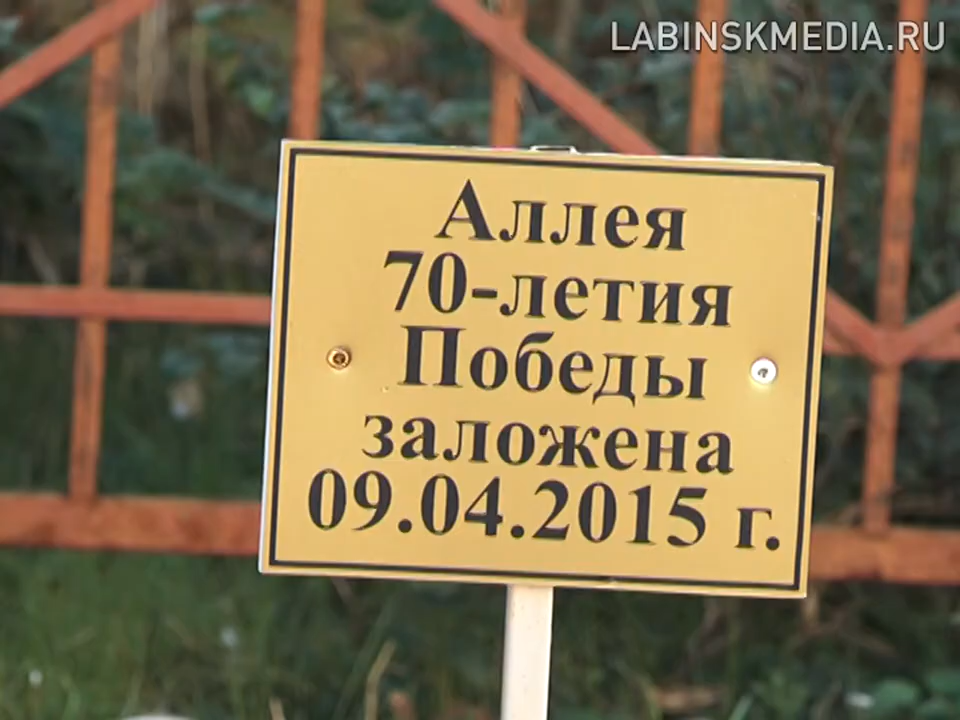 LABINSKMEDIA.RU
Аллея
70-летия
Победы
заложена
09.04.2015 г.